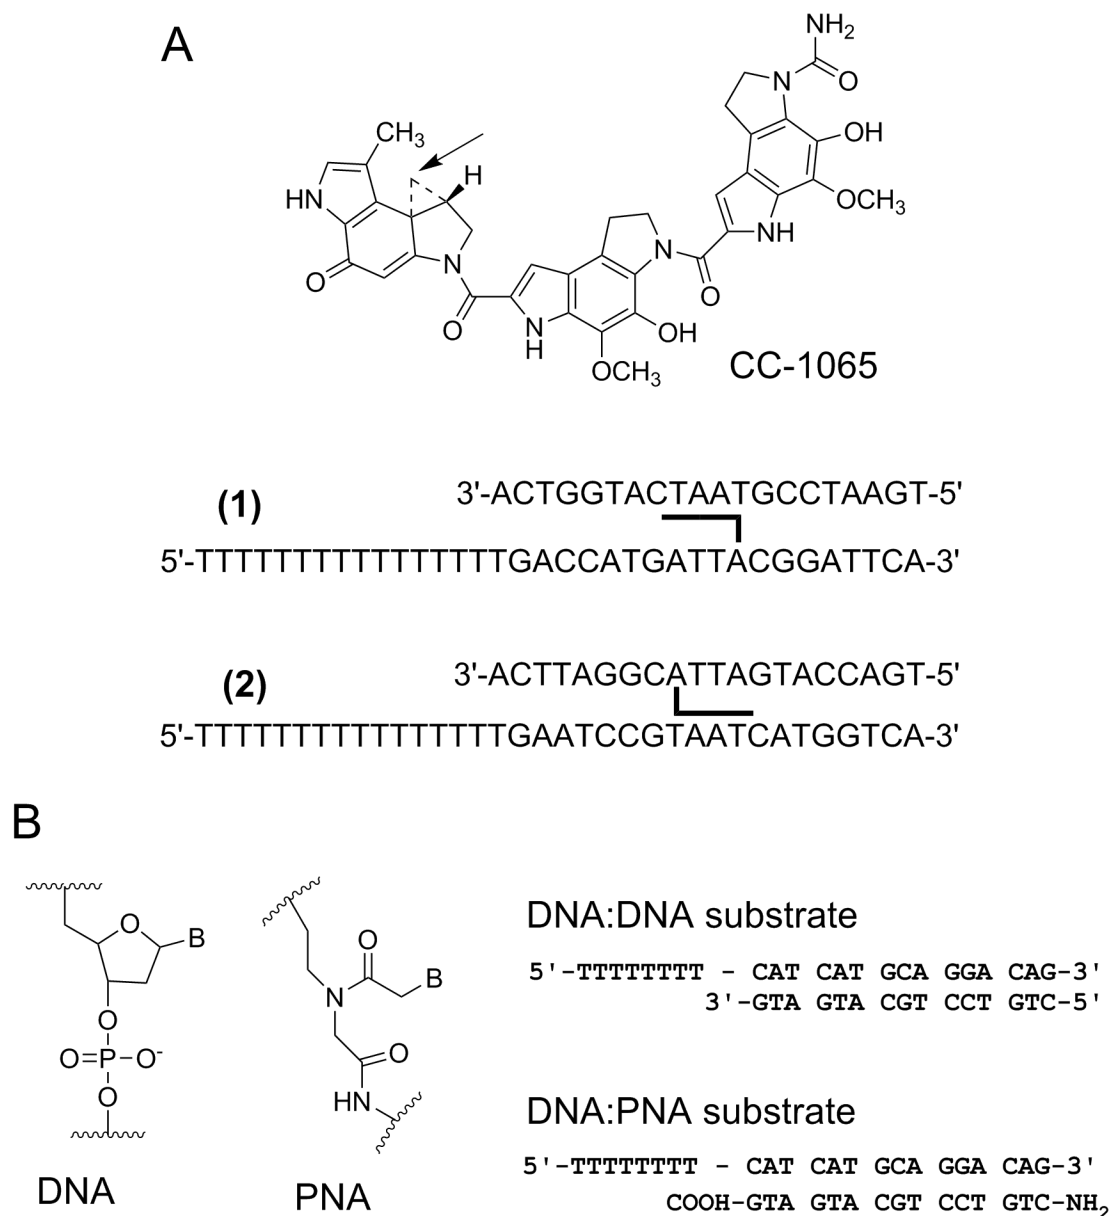 A
NH2
N
O
OH
CH3
H
OCH3
HN
NH
N
O
N
O
O
N
H
OH
OCH3
CC-1065
(1)
3'-ACTGGTACTAATGCCTAAGT-5'
5'-TTTTTTTTTTTTTTTTGACCATGATTACGGATTCA-3'
(2)
3'-ACTTAGGCATTAGTACCAGT-5'
5'-TTTTTTTTTTTTTTTTGAATCCGTAATCATGGTCA-3'
B
O
B
O
O=P-O-
O
DNA
O
N
B
O
HN
PNA
DNA:DNA substrate
5'-TTTTTTTT - CAT CAT GCA GGA CAG-3'
3'-GTA GTA CGT CCT GTC-5'
DNA:PNA substrate
5'-TTTTTTTT - CAT CAT GCA GGA CAG-3'
COOH-GTA GTA CGT CCT GTC-NH2